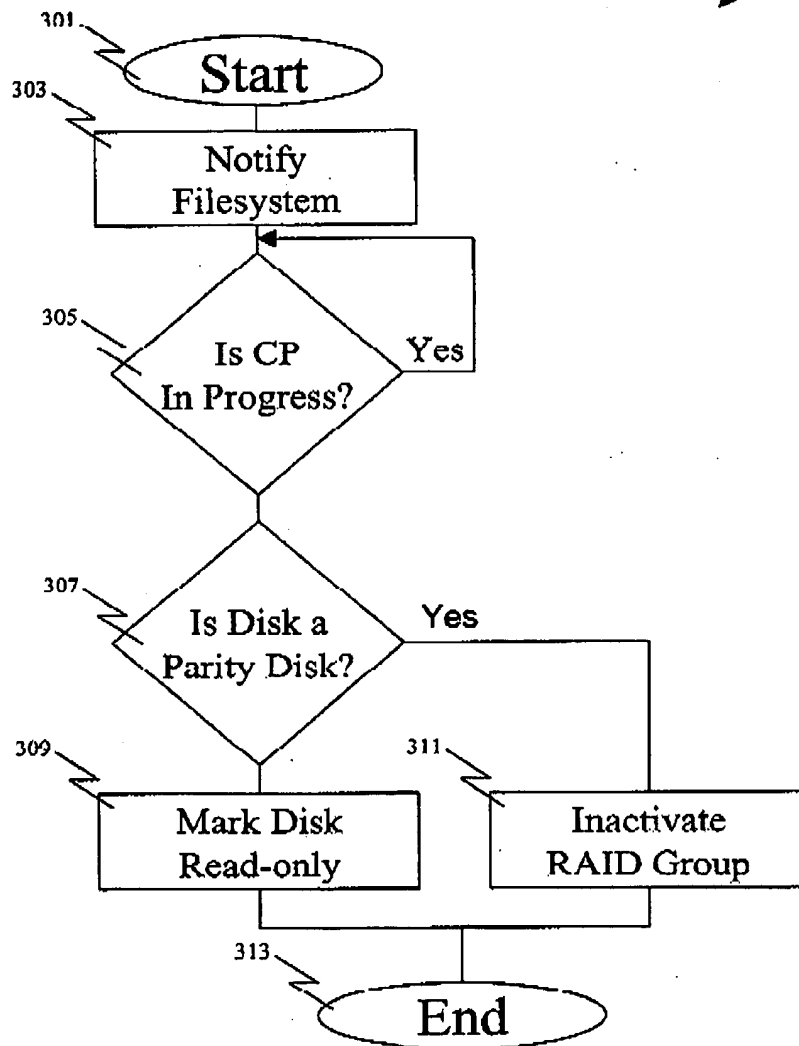 301
Start
303
Notify
Filesystem
305
Is CP
In Progress?
Yes
307
Is Disk a
Parity Disk?
Yes
309
Mark Disk
Read-only
311
Inactivate
RAID Group
313
End